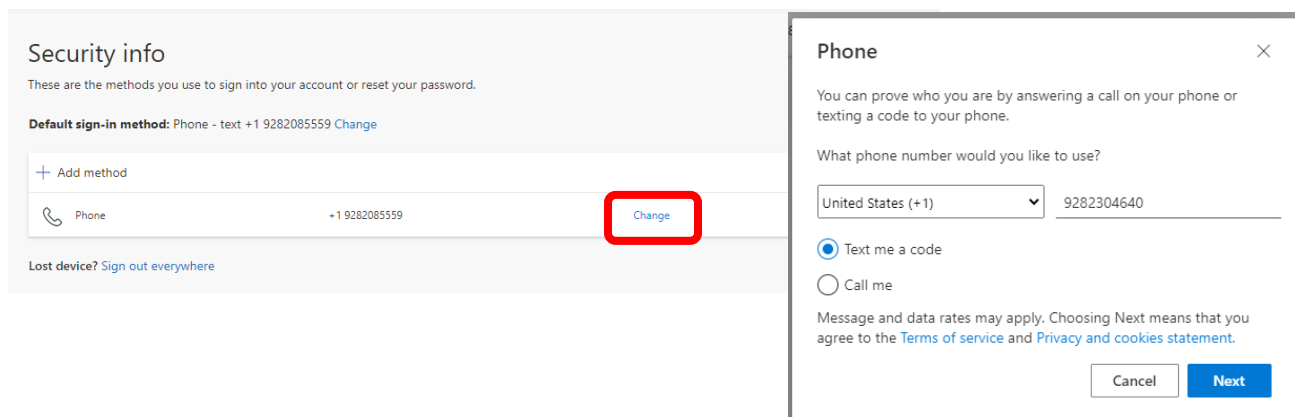 Security info
These are the methods you use to sign into your account or reset your password.
Default sign-in method: Phone - text +1 9282085559 Change
Add method
Phone +1 9282085559 Change
Lost device? Sign out everywhere
Phone
You can prove who you are by answering a call on your phone or
texting a code to your phone.
What phone number would you like to use?
United States (+1) 9282304640
Text me a code
Call me
Message and data rates may apply. Choosing Next means that you
agree to the Terms of service and Privacy and cookies statement.
Cancel Next